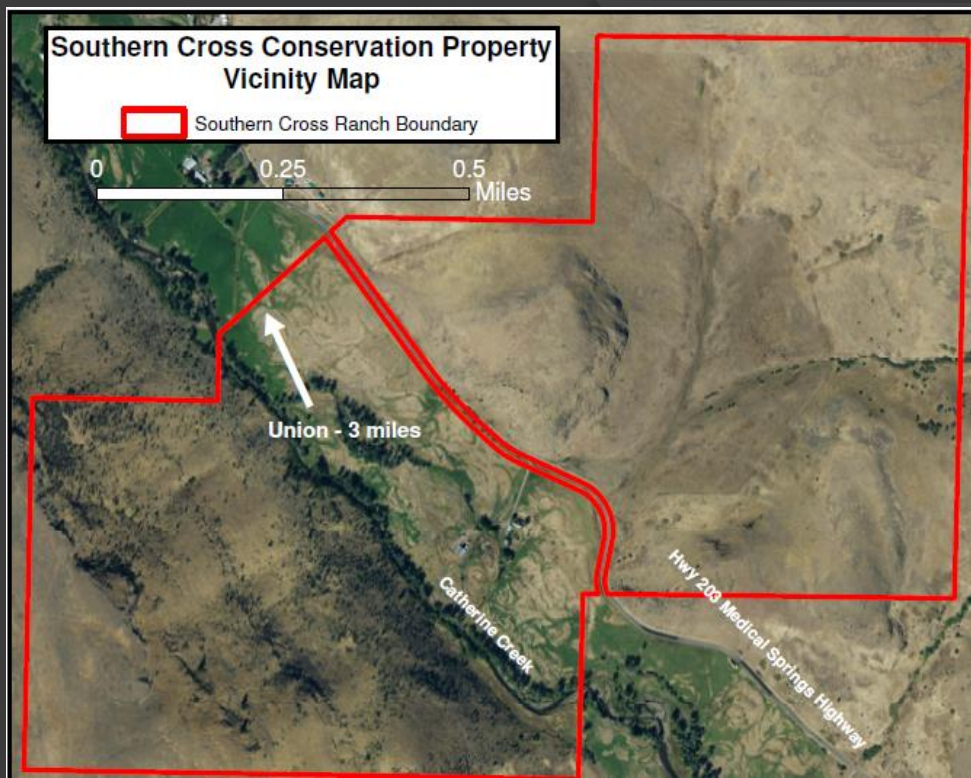 Southern Cross Conservation Property
Vicinity Map
Southern Cross Ranch Boundary
0 0.25 0.5
Miles
Union - 3 miles
Catherine Creek
Hwy 203 Medical Springs Highway